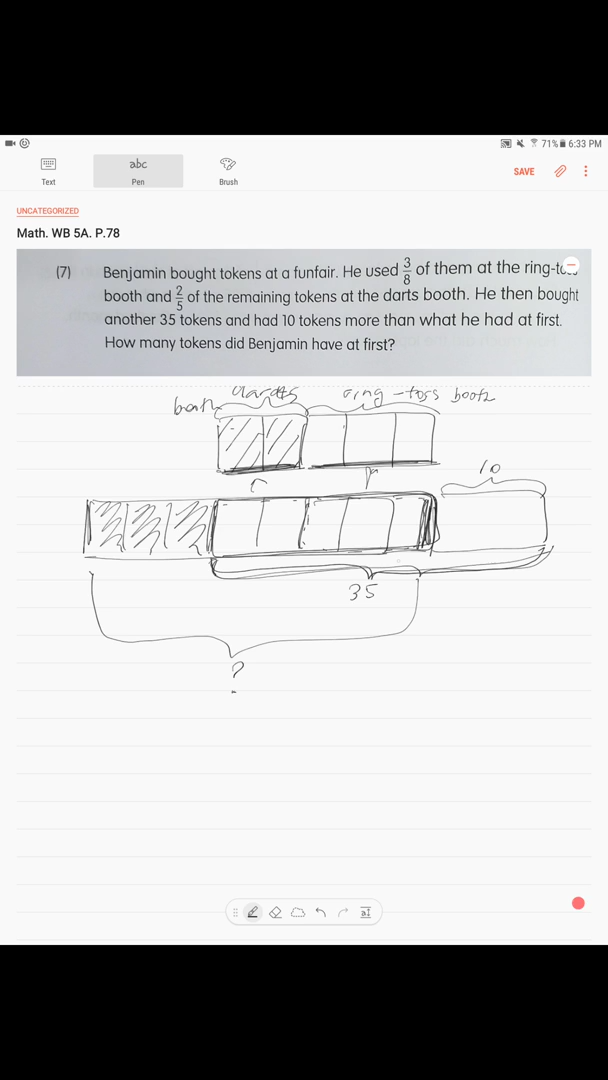 71% 6:33 PM
abc
Text Pen Brush
SAVE
UNCATEGORIZED
Math. WB 5A. P.78
(7) Benjamin bought tokens at a funfair. He used 3/8 of them at the ring-toss
booth and 2/5 of the remaining tokens at the darts booth. He then bought
another 35 tokens and had 10 tokens more than what he had at first.
How many tokens did Benjamin have at first?
ring-toss booth
10
35
?
aI